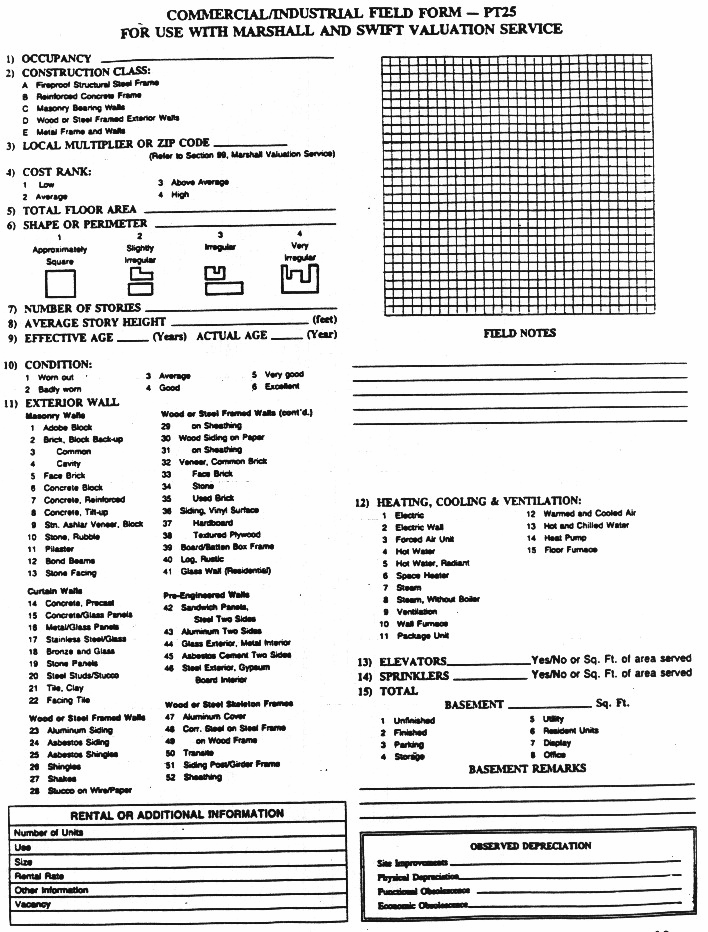 COMMERCIAL/INDUSTRIAL FIELD FORM — PT25
FOR USE WITH MARSHALL AND SWIFT VALUATION SERVICE
1) OCCUPANCY
2) CONSTRUCTION CLASS:
A Fireproof Structural Steel Frame
B Reinforced Concrete Frame
C Masonry Bearing Walls
D Wood or Steel Framed Exterior Walls
E Metal Frame and Walls
3) LOCAL MULTIPLIER OR ZIP CODE
(Refer to Section 99, Marshall Valuation Service)
4) COST RANK:
1 Low 3 Above Average
2 Average 4 High
5) TOTAL FLOOR AREA
6) SHAPE OR PERIMETER
1 2 3 4
Approximately Slightly Irregular Very
Square Irregular Irregular
7) NUMBER OF STORIES
8) AVERAGE STORY HEIGHT (feet)
9) EFFECTIVE AGE (Years) ACTUAL AGE (Year)
10) CONDITION:
1 Worn out 3 Average 5 Very good
2 Badly worn 4 Good 6 Excellent
11) EXTERIOR WALL
Masonry Walls
1 Adobe Block
2 Brick, Block Back-up
3 Common
4 Cavity
5 Face Brick
6 Concrete Block
7 Concrete, Reinforced
8 Concrete, Tilt-up
9 Stn. Ashlar Veneer, Block
10 Stone, Rubble
11 Pilaster
12 Bond Beams
13 Stone Facing
Curtain Walls
14 Concrete, Precast
15 Concrete/Glass Panels
16 Metal/Glass Panels
17 Stainless Steel/Glass
18 Bronze and Glass
19 Stone Panels
20 Steel Studs/Stucco
21 Tile, Clay
22 Facing Tile
Wood or Steel Framed Walls
23 Aluminum Siding
24 Asbestos Siding
25 Asbestos Shingles
26 Shingles
27 Shakes
28 Stucco on Wire/Paper
Wood or Steel Framed Walls (cont'd.)
29 on Sheathing
30 Wood Siding on Paper
31 on Sheathing
32 Veneer, Common Brick
33 Face Brick
34 Stone
35 Used Brick
36 Siding, Vinyl Surface
37 Hardboard
38 Textured Plywood
39 Board/Batten Box Frame
40 Log, Rustic
41 Glass Wall (Residential)
Pre-Engineered Walls
42 Sandwich Panels,
Steel Two Sides
43 Aluminum Two Sides
44 Glass Exterior, Metal Interior
45 Asbestos Cement Two Sides
46 Steel Exterior, Gypsum
Board Interior
Wood or Steel Skeleton Frames
47 Aluminum Cover
48 Corr. Steel on Steel Frame
49 on Wood Frame
50 Transite
51 Siding Post/Girder Frame
52 Sheathing
RENTAL OR ADDITIONAL INFORMATION
Number of Units
Use
Size
Rental Rate
Other Information
Vacancy
FIELD NOTES
12) HEATING, COOLING & VENTILATION:
1 Electric 12 Warmed and Cooled Air
2 Electric Wall 13 Hot and Chilled Water
3 Forced Air Unit 14 Heat Pump
4 Hot Water 15 Floor Furnace
5 Hot Water, Radiant
6 Space Heater
7 Steam
8 Steam, Without Boiler
9 Ventilation
10 Wall Furnace
11 Package Unit
13) ELEVATORS Yes/No or Sq. Ft. of area served
14) SPRINKLERS Yes/No or Sq. Ft. of area served
15) TOTAL
BASEMENT Sq. Ft.
1 Unfinished 5 Utility
2 Finished 6 Resident Units
3 Parking 7 Display
4 Storage 8 Office
BASEMENT REMARKS
OBSERVED DEPRECIATION
Site Improvements
Physical Depreciation
Functional Obsolescence
Economic Obsolescence